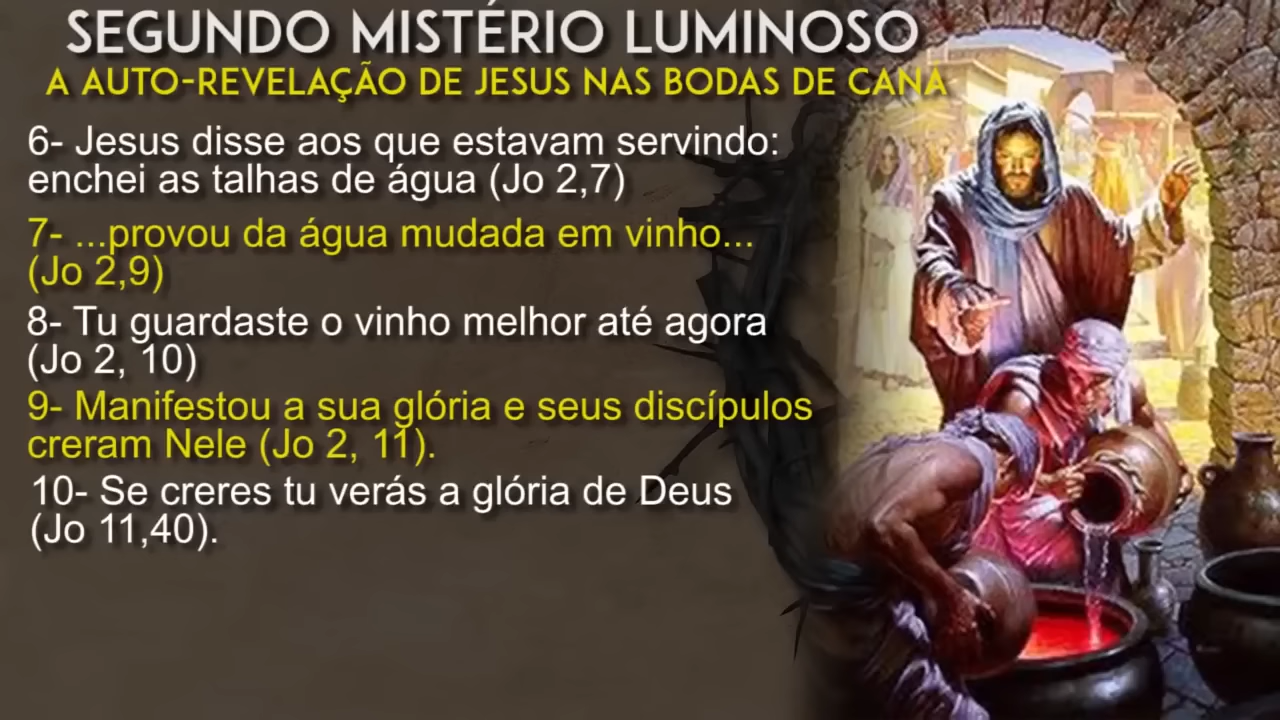 SEGUNDO MISTÉRIO LUMINOSO
A AUTO-REVELAÇÃO DE JESUS NAS BODAS DE CANA
6- Jesus disse aos que estavam servindo:
enchei as talhas de água (Jo 2,7)
7- ...provou da água mudada em vinho...
(Jo 2,9)
8- Tu guardaste o vinho melhor até agora
(Jo 2, 10)
9- Manifestou a sua glória e seus discípulos
creram Nele (Jo 2, 11).
10- Se creres tu verás a glória de Deus
(Jo 11,40).